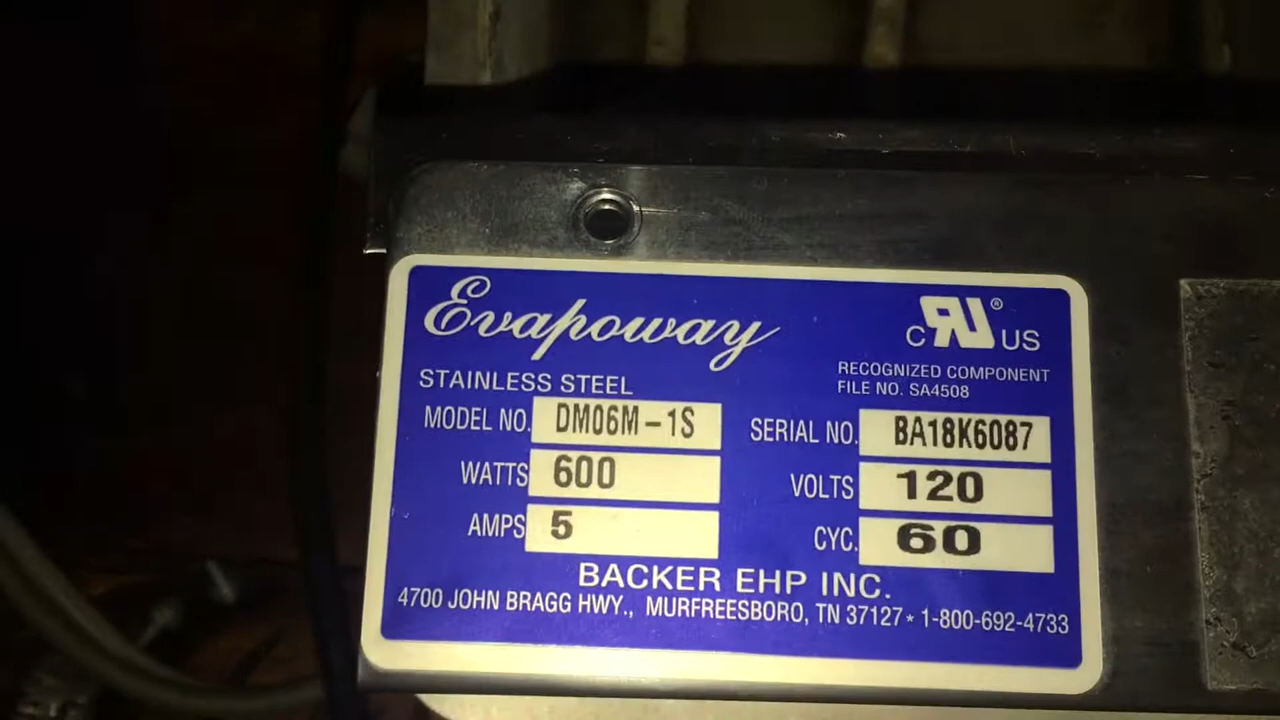 Evapoway
C RU ® US
STAINLESS STEEL
RECOGNIZED COMPONENT
FILE NO. SA4508
MODEL NO. DM06M-1S
SERIAL NO. BA18K6087
WATTS 600
VOLTS 120
AMPS 5
CYC. 60
BACKER EHP INC.
4700 JOHN BRAGG HWY., MURFREESBORO, TN 37127 * 1-800-692-4733